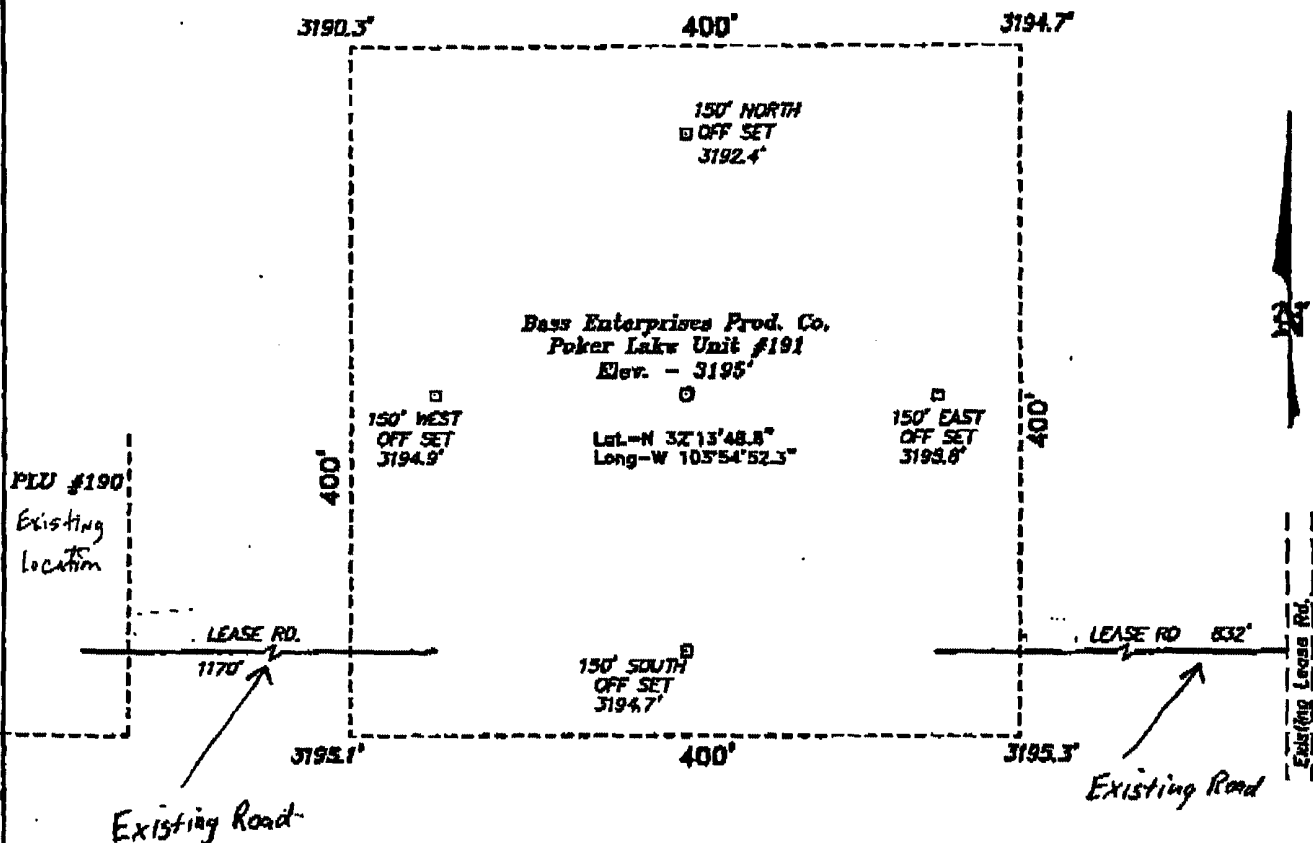 3190.3'
400'
3194.7'
150' NORTH
OFF SET
3192.4'
Bass Enterprises Prod. Co.
Poker Lake Unit #191
Elev. - 3195'
150' WEST
OFF SET
3194.9'
Lat.-N 32°13'48.8"
Long-W 103°54'52.3"
150' EAST
OFF SET
3195.6'
400'
400'
PLU #190
Existing
Location
LEASE RD.
1170'
150' SOUTH
OFF SET
3194.7'
LEASE RD 832'
Existing Lease Rd.
3195.1'
400'
3195.3'
Existing Road
Existing Road